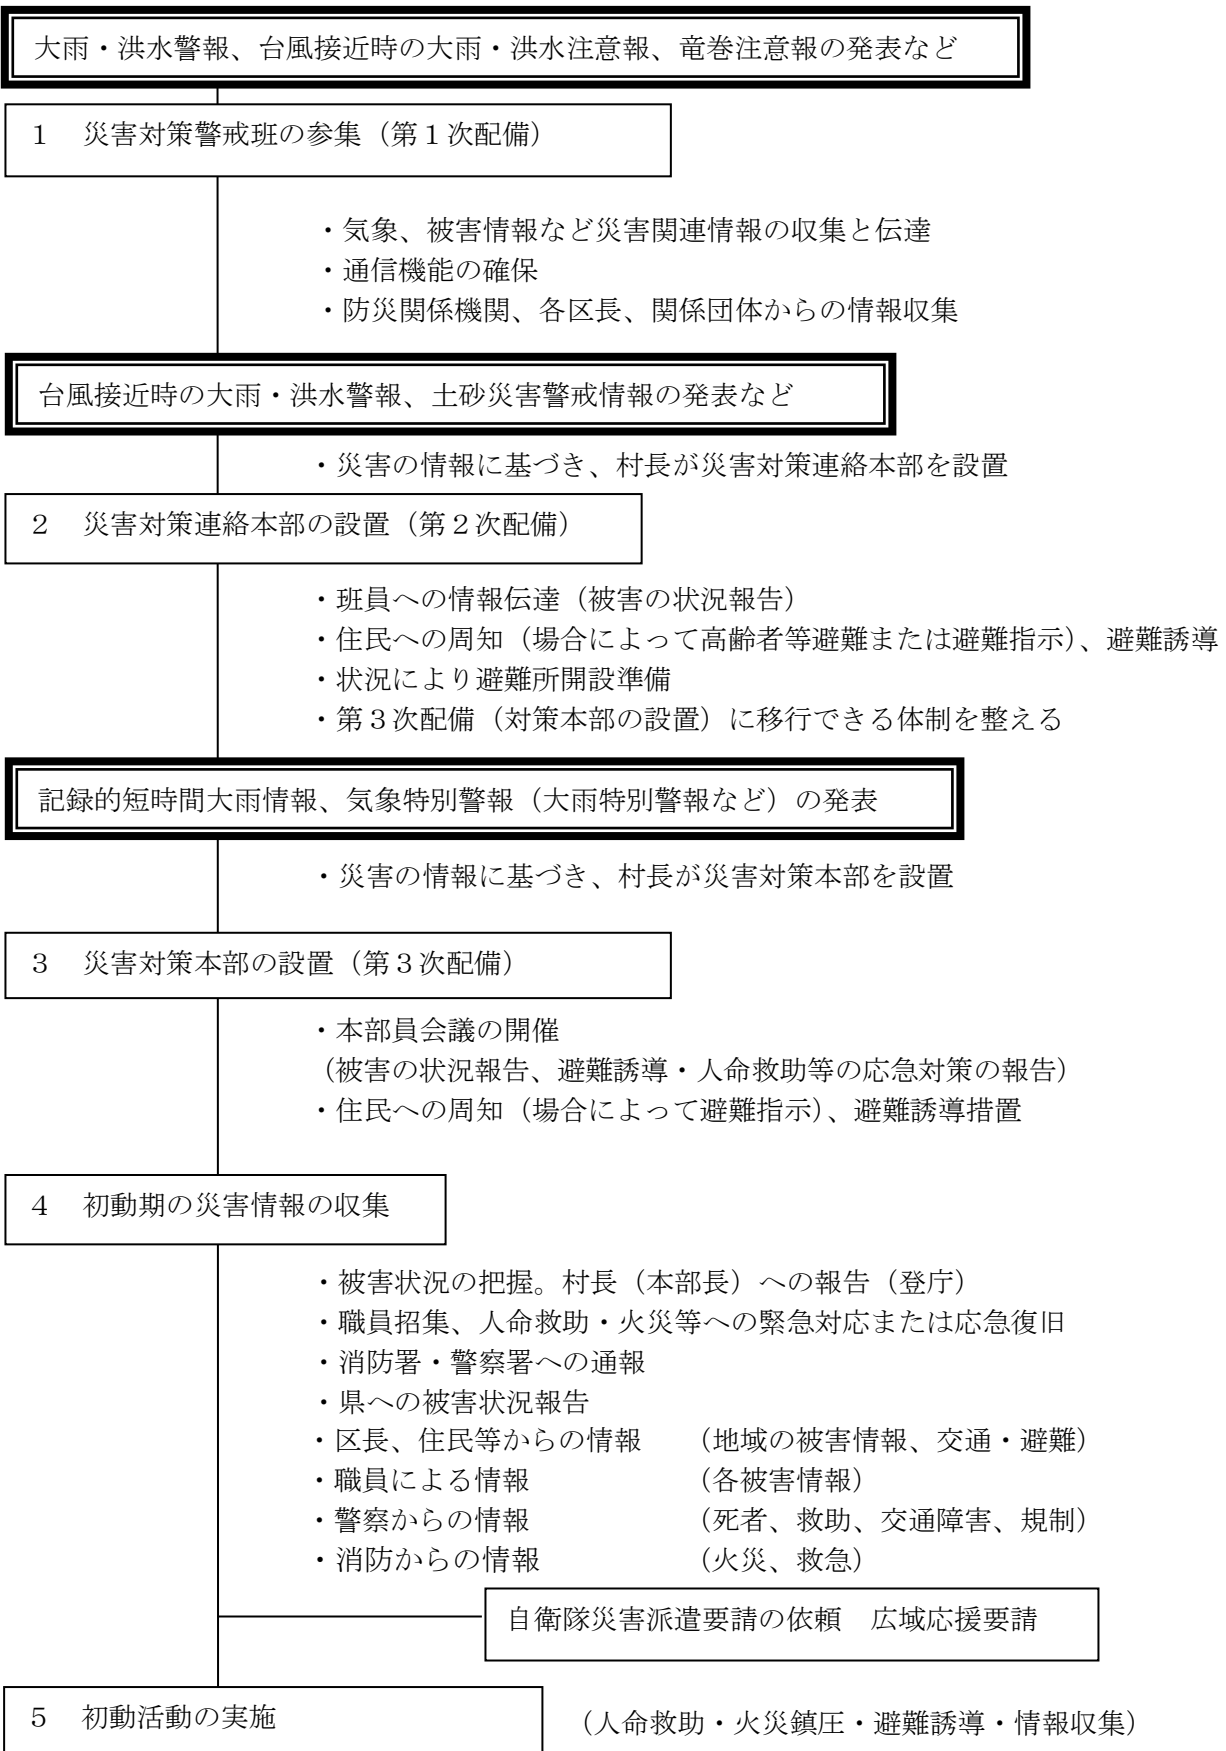 大雨・洪水警報、台風接近時の大雨・洪水注意報、竜巻注意報の発表など
１　災害対策警戒班の参集（第１次配備）
・気象、被害情報など災害関連情報の収集と伝達
・通信機能の確保
・防災関係機関、各区長、関係団体からの情報収集
台風接近時の大雨・洪水警報、土砂災害警戒情報の発表など
・災害の情報に基づき、村長が災害対策連絡本部を設置
２　災害対策連絡本部の設置（第２次配備）
・班員への情報伝達（被害の状況報告）
・住民への周知（場合によって高齢者等避難または避難指示）、避難誘導
・状況により避難所開設準備
・第３次配備（対策本部の設置）に移行できる体制を整える
記録的短時間大雨情報、気象特別警報（大雨特別警報など）の発表
・災害の情報に基づき、村長が災害対策本部を設置
３　災害対策本部の設置（第３次配備）
・本部員会議の開催
（被害の状況報告、避難誘導・人命救助等の応急対策の報告）
・住民への周知（場合によって避難指示）、避難誘導措置
４　初動期の災害情報の収集
・被害状況の把握。村長（本部長）への報告（登庁）
・職員招集、人命救助・火災等への緊急対応または応急復旧
・消防署・警察署への通報
・県への被害状況報告
・区長、住民等からの情報　（地域の被害情報、交通・避難）
・職員による情報　（各被害情報）
・警察からの情報　（死者、救助、交通障害、規制）
・消防からの情報　（火災、救急）
自衛隊災害派遣要請の依頼　広域応援要請
５　初動活動の実施　（人命救助・火災鎮圧・避難誘導・情報収集）